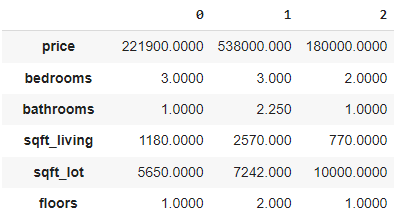 0 1 2
price 221900.0000 538000.000 180000.0000
bedrooms 3.0000 3.000 2.0000
bathrooms 1.0000 2.250 1.0000
sqft_living 1180.0000 2570.000 770.0000
sqft_lot 5650.0000 7242.000 10000.0000
floors 1.0000 2.000 1.0000